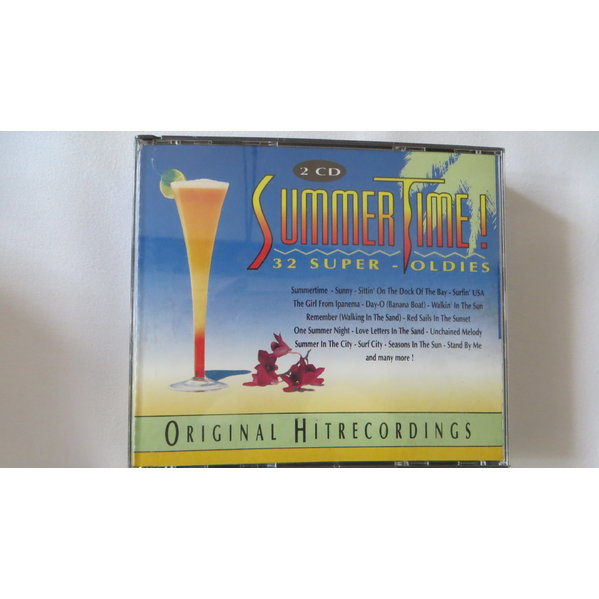 2 CD
SUMMER TIME!
32 SUPER - OLDIES
Summertime - Sunny - Sittin' On The Dock Of The Bay - Surfin' USA
The Girl From Ipanema - Day-O (Banana Boat) - Walkin' In The Sun
Remember (Walking In The Sand) - Red Sails In The Sunset
One Summer Night - Love Letters In The Sand - Unchained Melody
Summer In The City - Surf City - Seasons In The Sun - Stand By Me
and many more !
ORIGINAL HITRECORDINGS